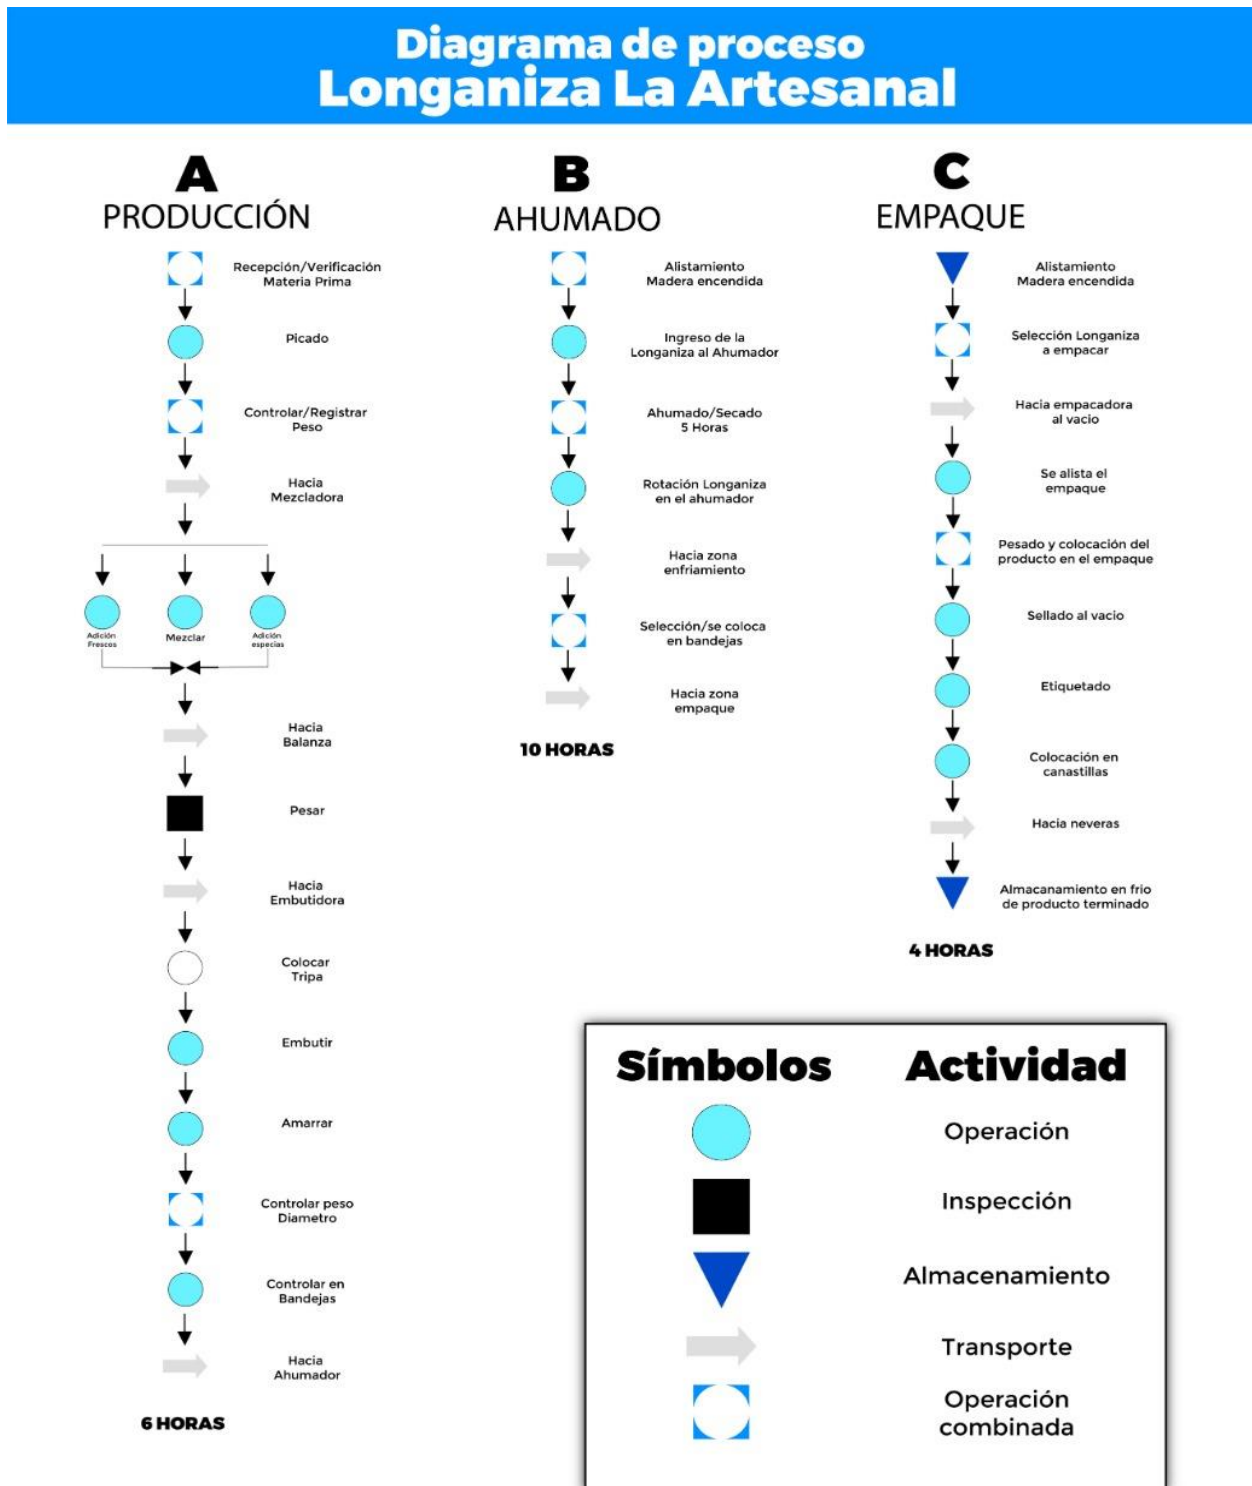 Diagrama de proceso
Longaniza La Artesanal
A
PRODUCCIÓN
Recepción/Verificación
Materia Prima
Picado
Controlar/Registrar
Peso
Hacia
Mezcladora
Adición
Frescos
Mezclar
Adición
especias
Hacia
Balanza
Pesar
Hacia
Embutidora
Colocar
Tripa
Embutir
Amarrar
Controlar peso
Diametro
Controlar en
Bandejas
Hacia
Ahumador
6 HORAS
B
AHUMADO
Alistamiento
Madera encendida
Ingreso de la
Longaniza al Ahumador
Ahumado/Secado
5 Horas
Rotación Longaniza
en el ahumador
Hacia zona
enfriamiento
Selección/se coloca
en bandejas
Hacia zona
empaque
10 HORAS
C
EMPAQUE
Alistamiento
Madera encendida
Selección Longaniza
a empacar
Hacia empacadora
al vacio
Se alista el
empaque
Pesado y colocación del
producto en el empaque
Sellado al vacio
Etiquetado
Colocación en
canastillas
Hacia neveras
Almacanamiento en frio
de producto terminado
4 HORAS
Símbolos
Actividad
Operación
Inspección
Almacenamiento
Transporte
Operación
combinada